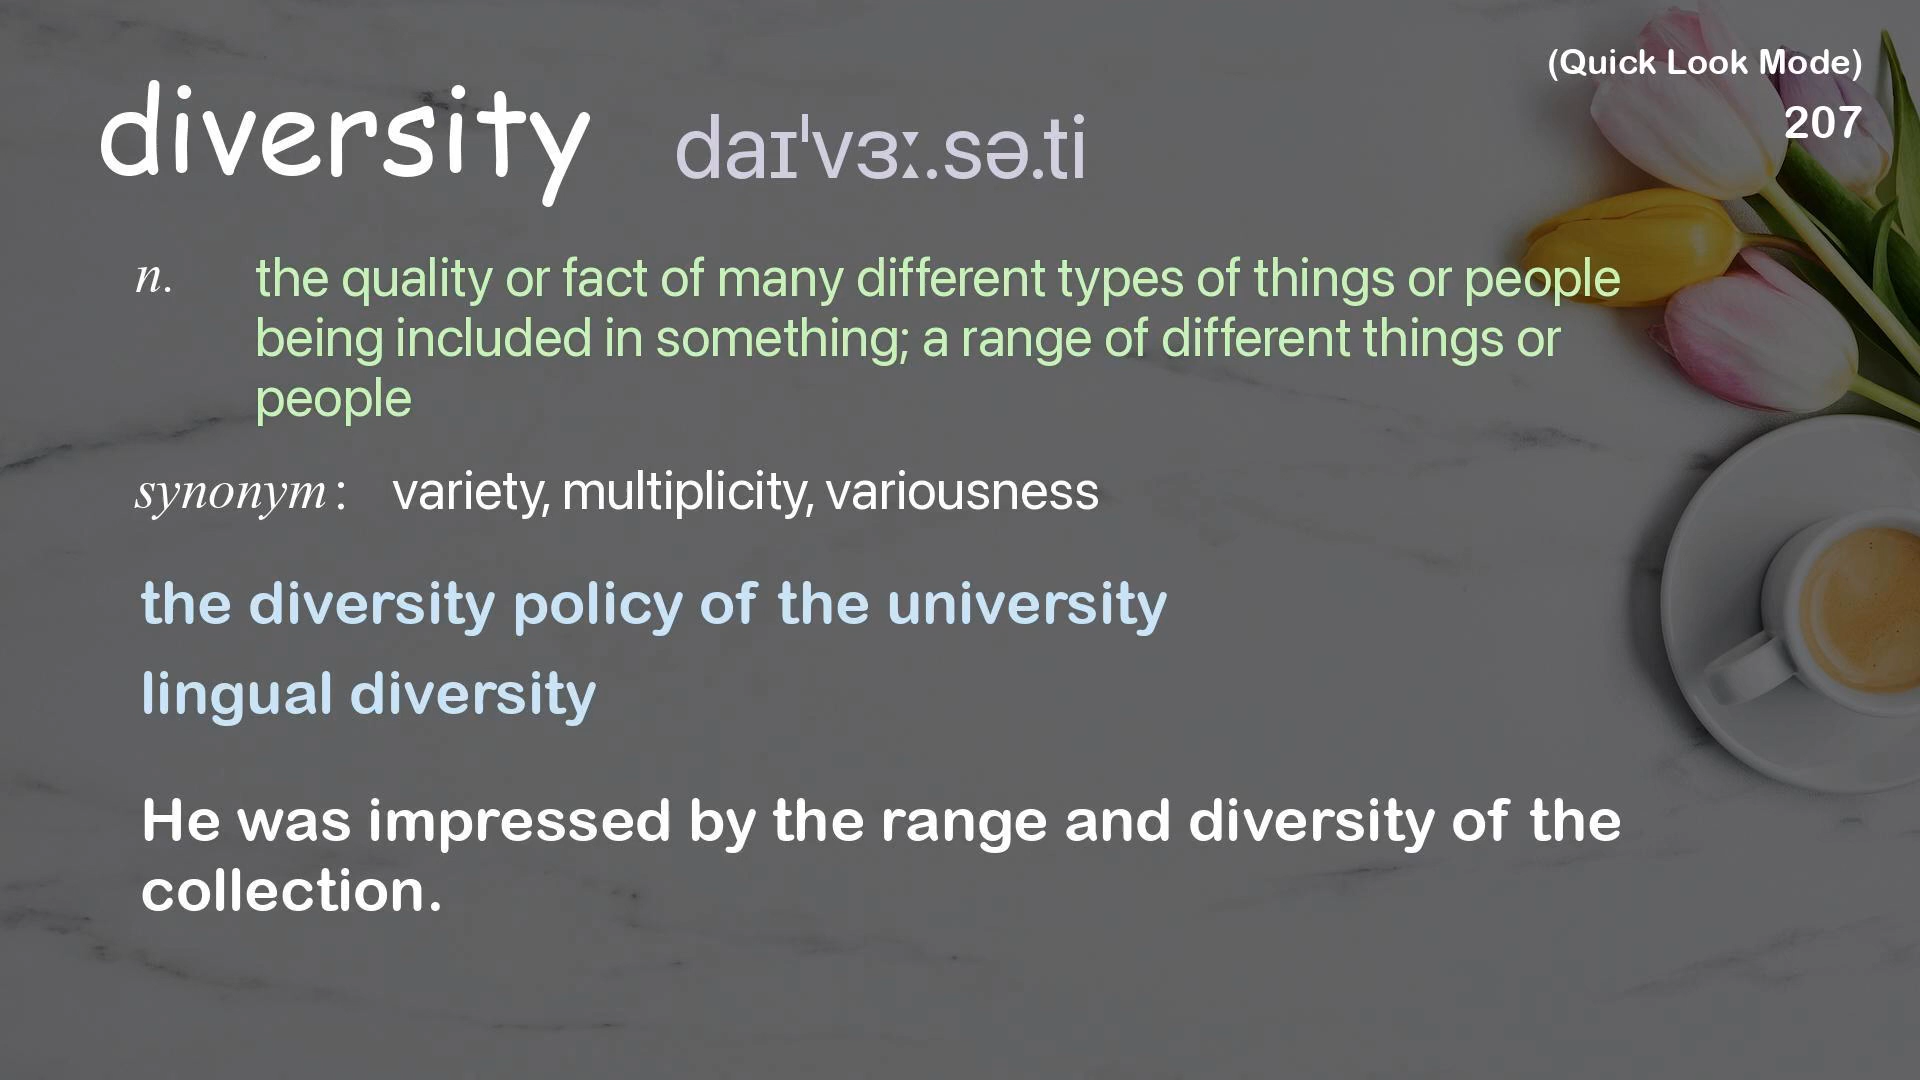 (Quick Look Mode)
207
diversity daɪˈvɜː.sə.ti
n. the quality or fact of many different types of things or people
being included in something; a range of different things or
people
synonym: variety, multiplicity, variousness
the diversity policy of the university
lingual diversity
He was impressed by the range and diversity of the
collection.